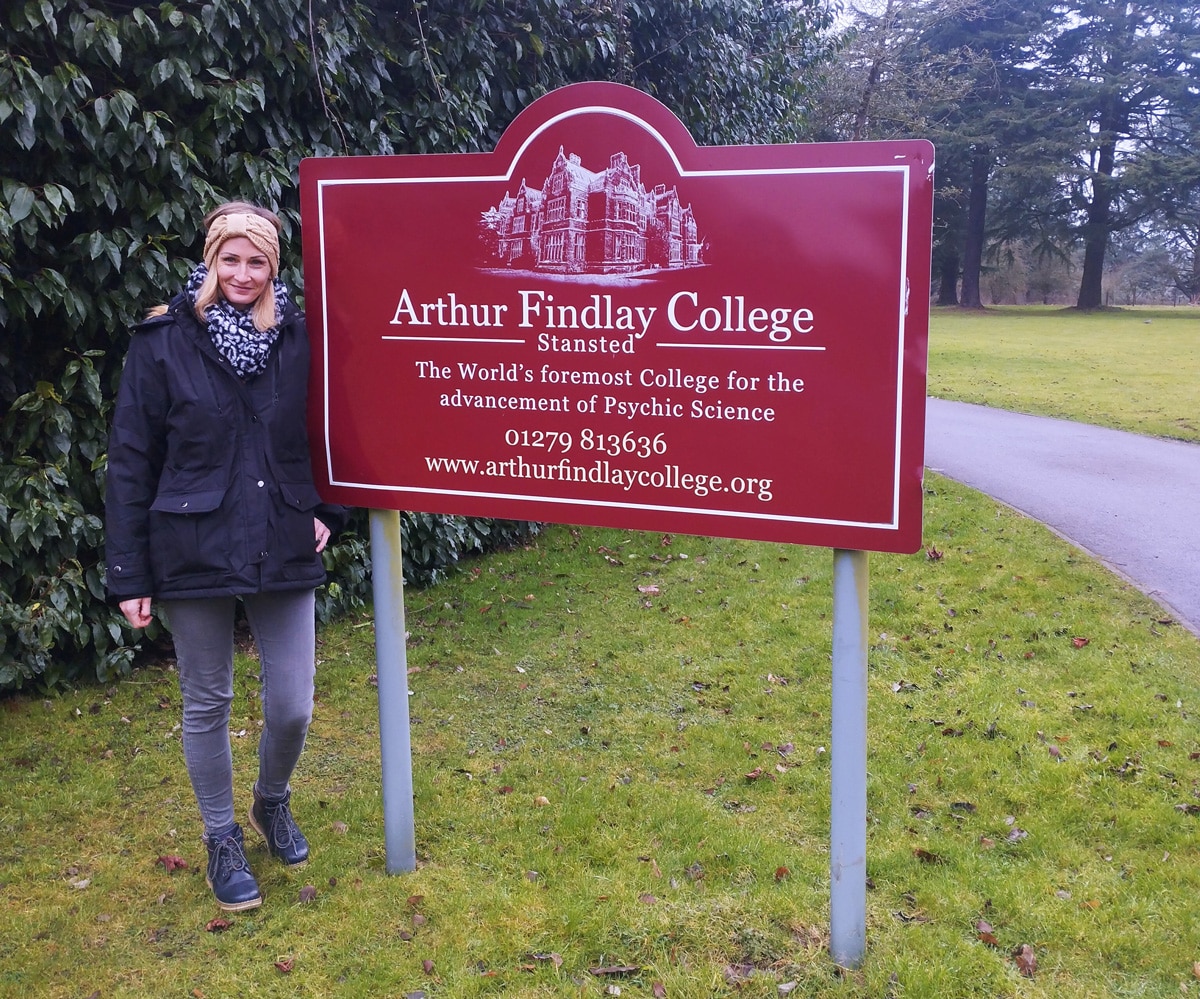 Arthur Findlay College
Stansted
The World's foremost College for the
advancement of Psychic Science
01279 813636
www.arthurfindlaycollege.org